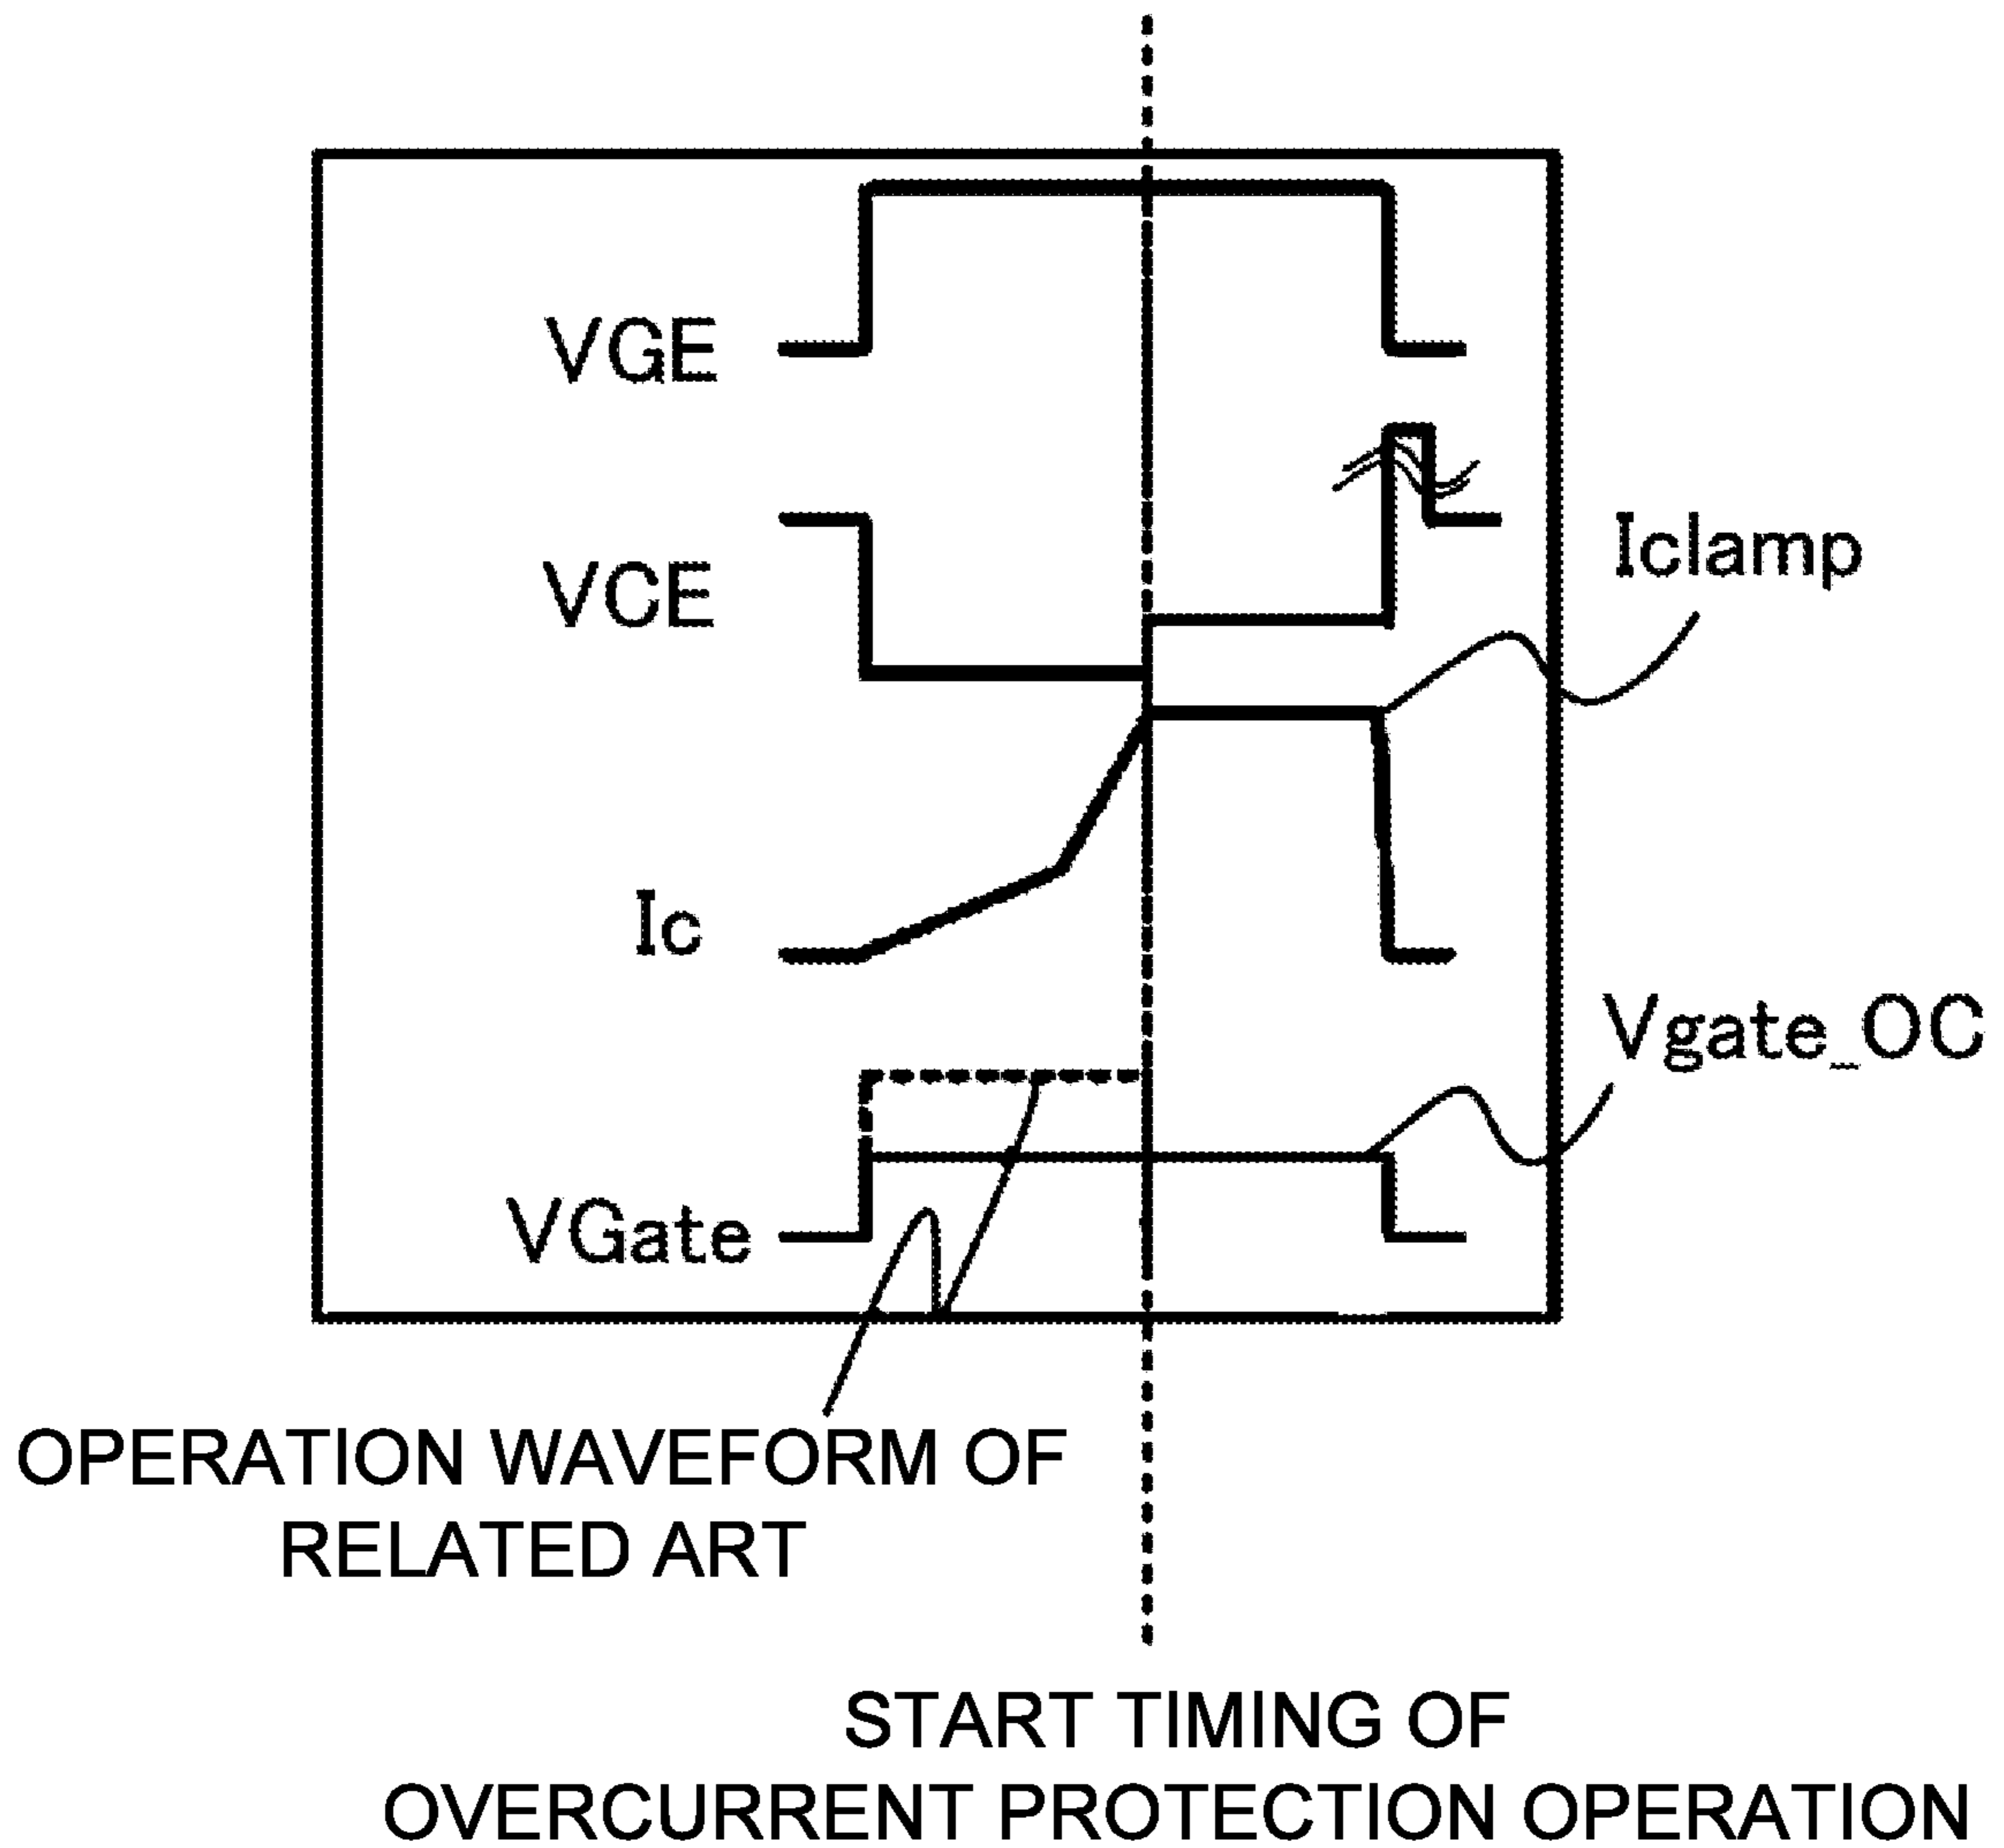 VGE
VCE
Iclamp
Ic
Vgate_OC
VGate
OPERATION WAVEFORM OF
RELATED ART
START TIMING OF
OVERCURRENT PROTECTION OPERATION